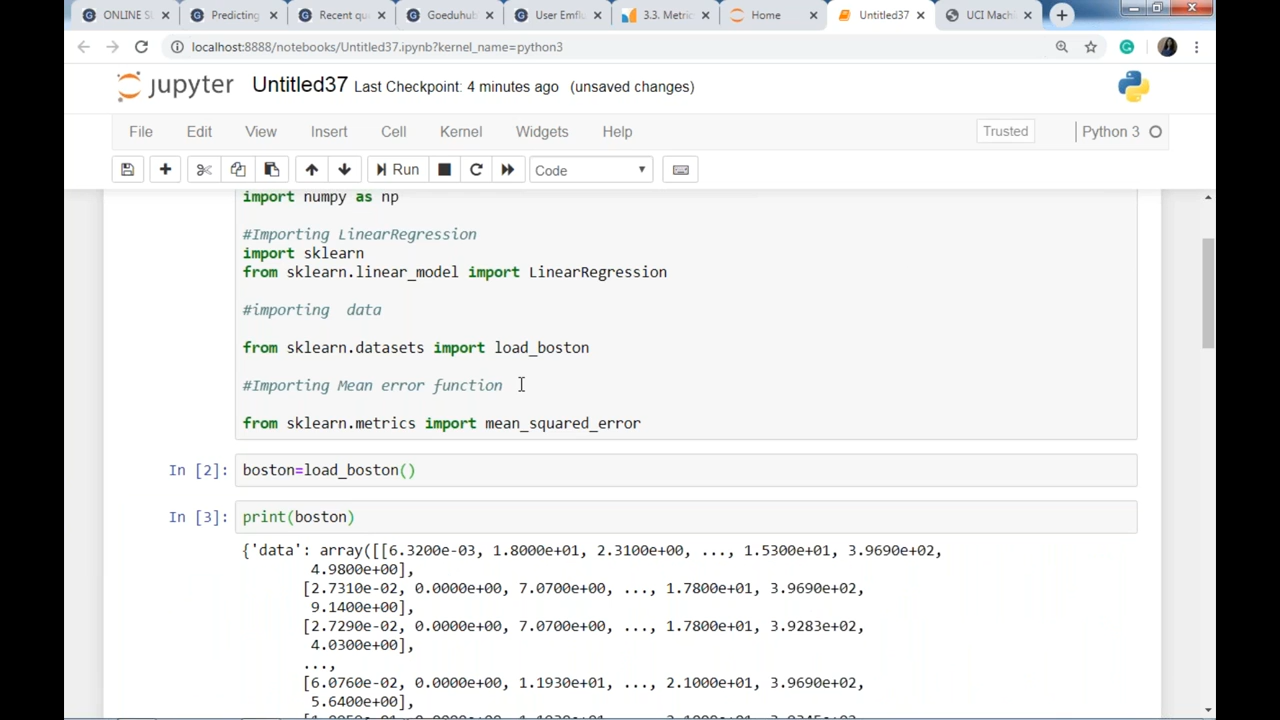 ONLINE S
Predicting
Recent qu
Goeduhub
User Emflu
3.3. Metric
Home
Untitled37
UCI Machi
localhost:8888/notebooks/Untitled37.ipynb?kernel_name=python3
jupyter Untitled37 Last Checkpoint: 4 minutes ago (unsaved changes)
File Edit View Insert Cell Kernel Widgets Help Trusted Python 3
Run Code
import numpy as np
#Importing LinearRegression
import sklearn
from sklearn.linear_model import LinearRegression
#importing  data
from sklearn.datasets import load_boston
#Importing Mean error function
from sklearn.metrics import mean_squared_error
In [2]: boston=load_boston()
In [3]: print(boston)
{'data': array([[6.3200e-03, 1.8000e+01, 2.3100e+00, ..., 1.5300e+01, 3.9690e+02,
4.9800e+00],
[2.7310e-02, 0.0000e+00, 7.0700e+00, ..., 1.7800e+01, 3.9690e+02,
9.1400e+00],
[2.7290e-02, 0.0000e+00, 7.0700e+00, ..., 1.7800e+01, 3.9283e+02,
4.0300e+00],
...,
[6.0760e-02, 0.0000e+00, 1.1930e+01, ..., 2.1000e+01, 3.9690e+02,
5.6400e+00],